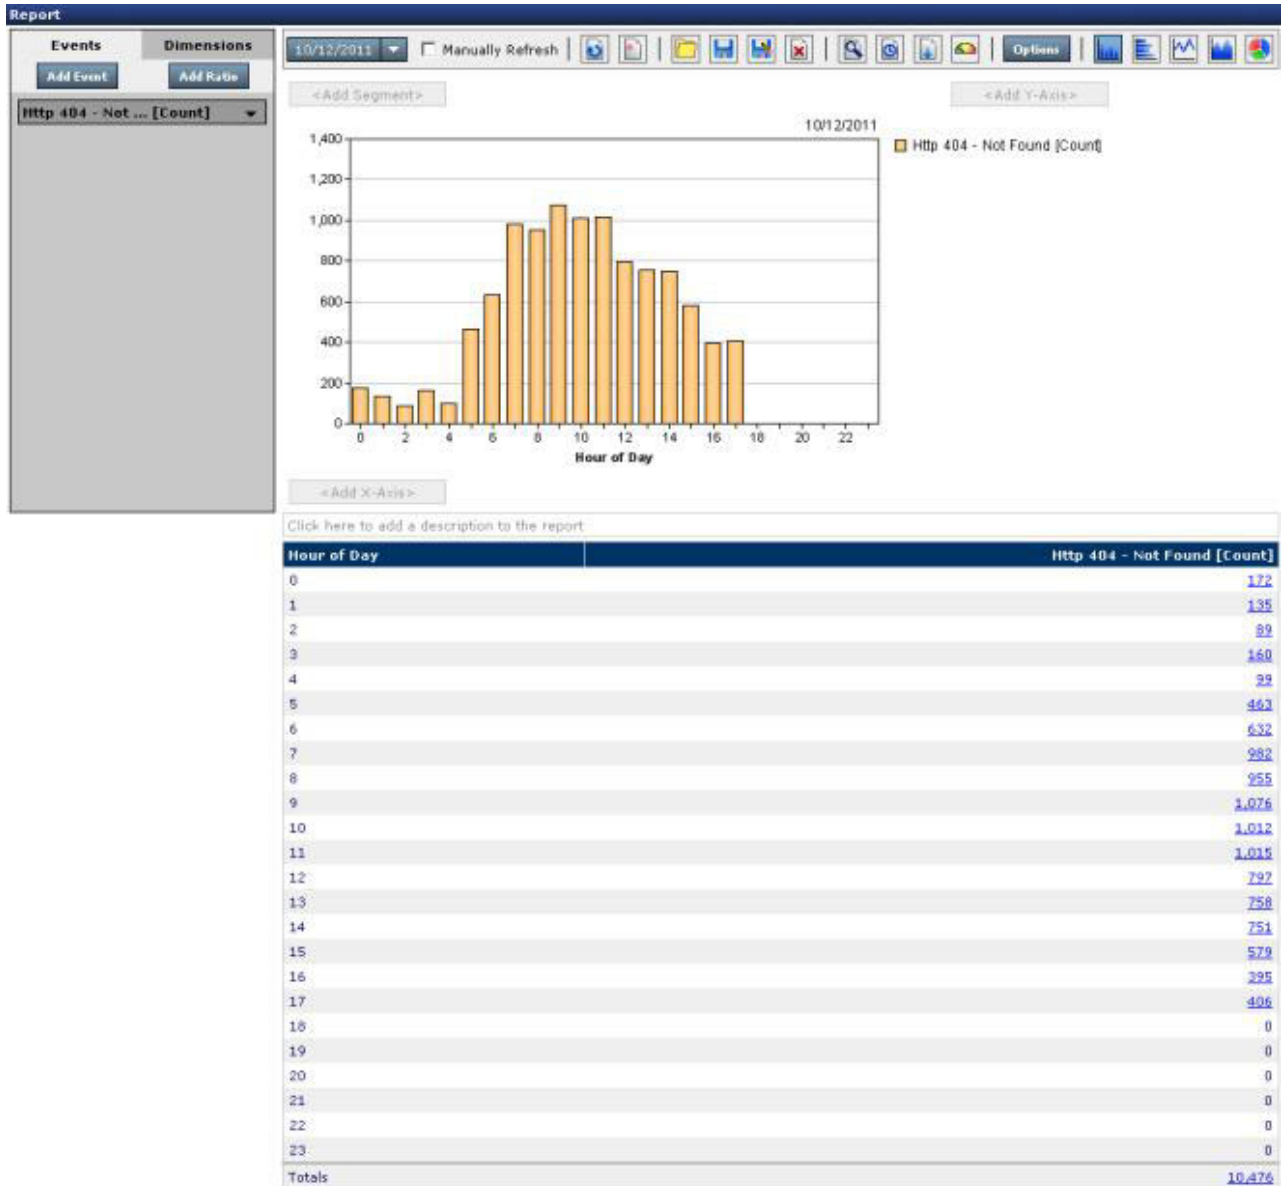 Report
Events Dimensions
Add Event Add Ratio
Http 404 - Not ... [Count]
10/12/2011 Manually Refresh Options
<Add Segment> <Add Y-Axis>
10/12/2011
Http 404 - Not Found [Count]
1,400
1,200
1,000
800
600
400
200
0
0 2 4 6 8 10 12 14 16 18 20 22
Hour of Day
<Add X-Axis>
Click here to add a description to the report
Hour of Day Http 404 - Not Found [Count]
0 172
1 135
2 89
3 160
4 99
5 463
6 632
7 982
8 955
9 1,076
10 1,012
11 1,015
12 797
13 758
14 751
15 579
16 395
17 406
18 0
19 0
20 0
21 0
22 0
23 0
Totals 10,476